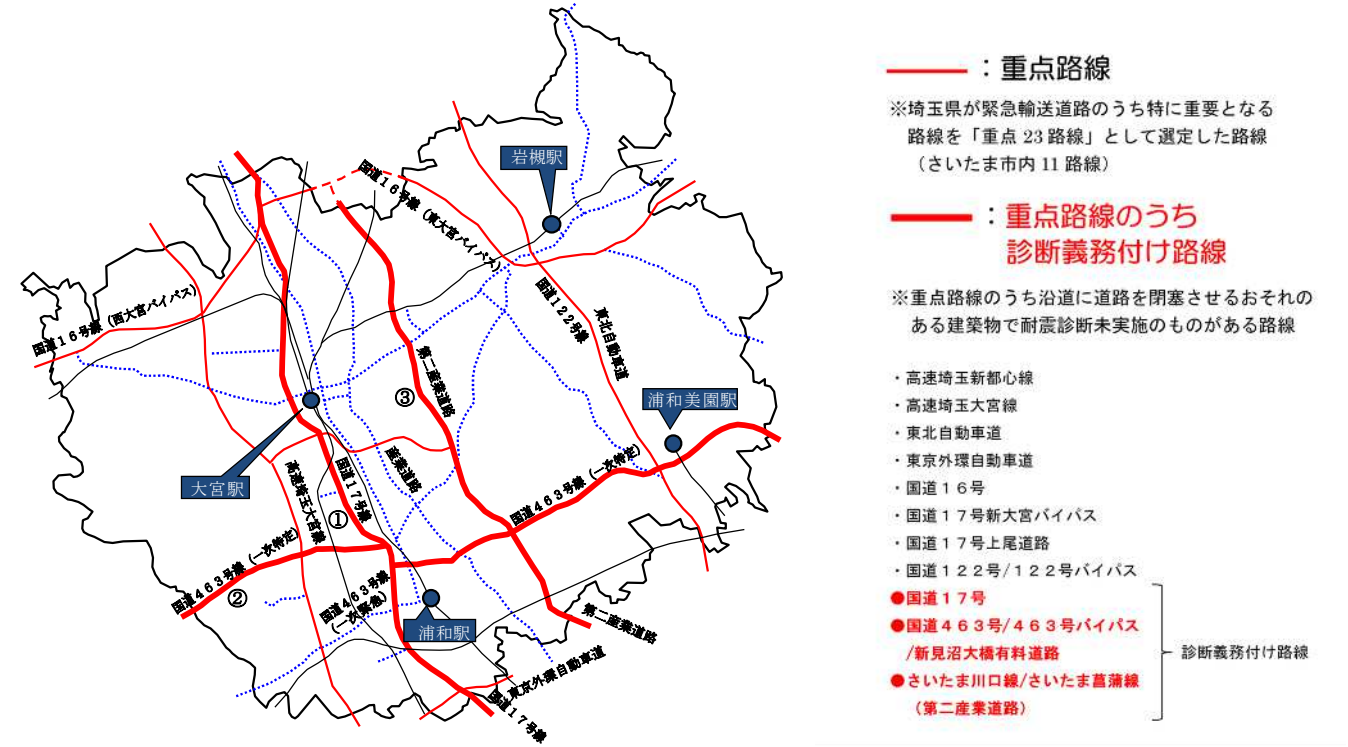 岩槻駅
国道１６号線（東大宮バイパス）
国道１６号線（西大宮バイパス）
国道１２２号線
東北自動車道
第二産業道路
③
浦和美園駅
産業道路
大宮駅
高速埼玉大宮線
国道１７号線
①
国道４６３号線（一次特定）
国道４６３号線（一次特定）
②
国道４６３号線
（一次緊急）
浦和駅
第二産業道路
東京外環自動車道
国道１７号線
：重点路線
※埼玉県が緊急輸送道路のうち特に重要となる
路線を「重点 23 路線」として選定した路線
（さいたま市内 11 路線）
：重点路線のうち
診断義務付け路線
※重点路線のうち沿道に道路を閉塞させるおそれの
ある建築物で耐震診断未実施のものがある路線
・高速埼玉新都心線
・高速埼玉大宮線
・東北自動車道
・東京外環自動車道
・国道１６号
・国道１７号新大宮バイパス
・国道１７号上尾道路
・国道１２２号/１２２号バイパス
●国道１７号
●国道４６３号/４６３号バイパス
/新見沼大橋有料道路
診断義務付け路線
●さいたま川口線/さいたま菖蒲線
（第二産業道路）